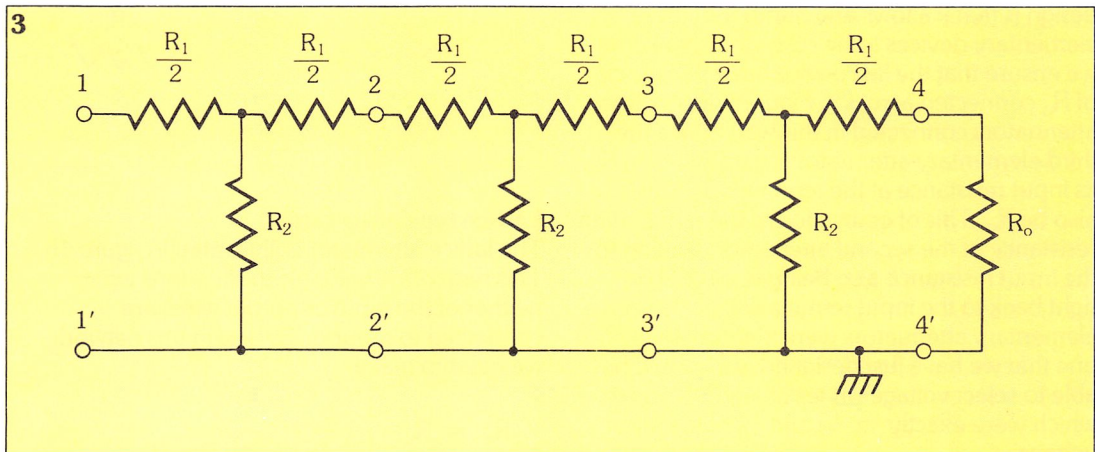 3
R₁/2 R₁/2 R₁/2 R₁/2 R₁/2 R₁/2
1 2 3 4
R₂ R₂ R₂ Rₒ
1' 2' 3' 4'